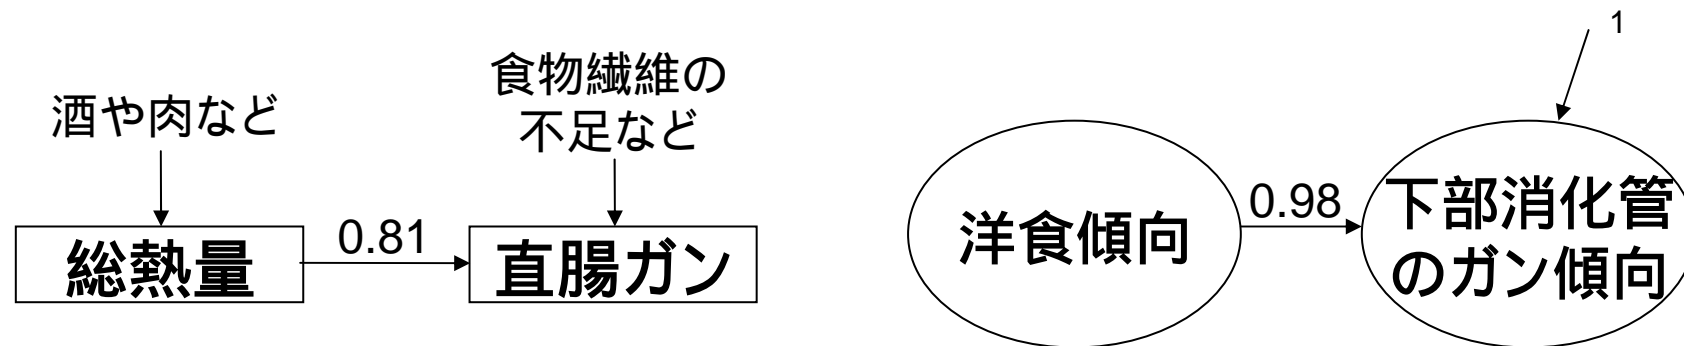 酒や肉など
食物繊維の
不足など
総熱量
0.81
直腸ガン
1
洋食傾向
0.98
下部消化管
のガン傾向